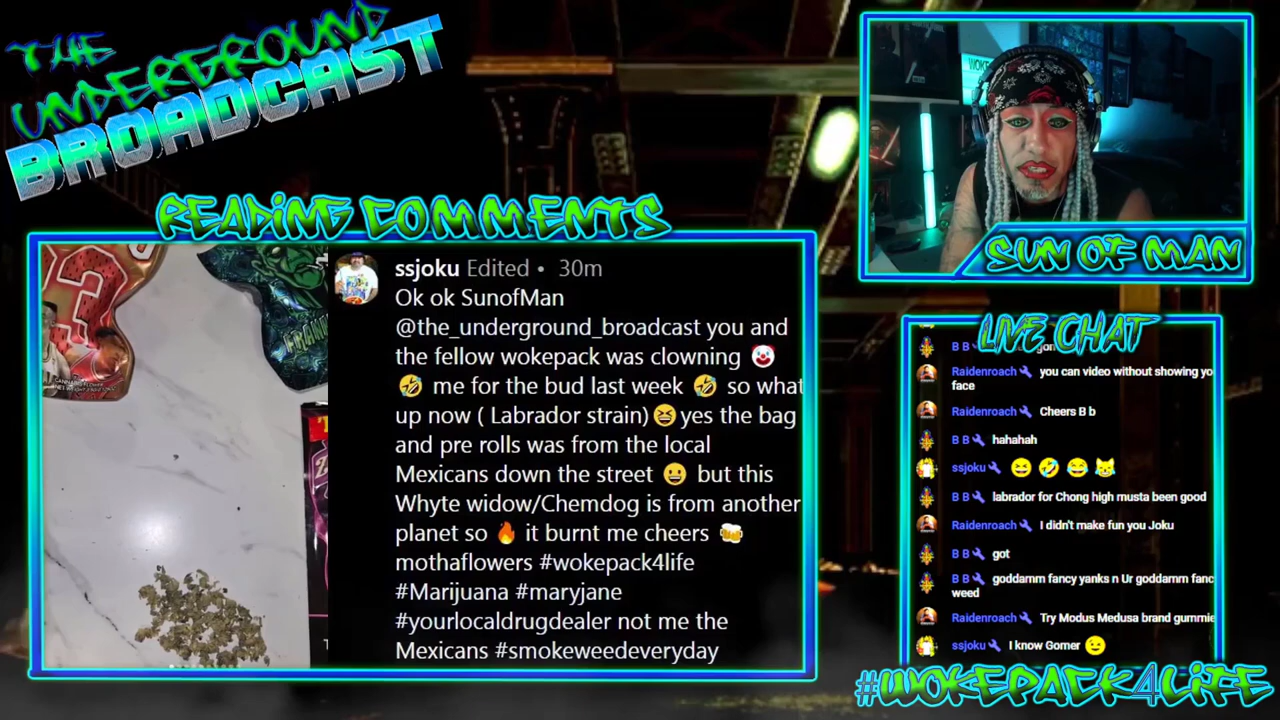 THE
UNDERGROUND
BROADCAST
READING COMMENTS
ssjoku Edited • 30m
Ok ok SunofMan
@the_underground_broadcast you and
the fellow wokepack was clowning 🤡
🤣 me for the bud last week 🤣 so what
up now ( Labrador strain)😆yes the bag
and pre rolls was from the local
Mexicans down the street 😀 but this
Whyte widow/Chemdog is from another
planet so 🔥 it burnt me cheers 🍻
mothaflowers #wokepack4life
#Marijuana #maryjane
#yourlocaldrugdealer not me the
Mexicans #smokeweedeveryday
SUN OF MAN
LIVE CHAT
B B
Raidenroach you can video without showing yo
face
Raidenroach Cheers B b
B B hahahah
ssjoku 😆 🤣 😂 😹
B B labrador for Chong high musta been good
Raidenroach I didn't make fun you Joku
B B got
B B goddamm fancy yanks n Ur goddamm fanc
weed
Raidenroach Try Modus Medusa brand gummie
ssjoku I know Gomer 😉
#WOKEPACK4LIFE